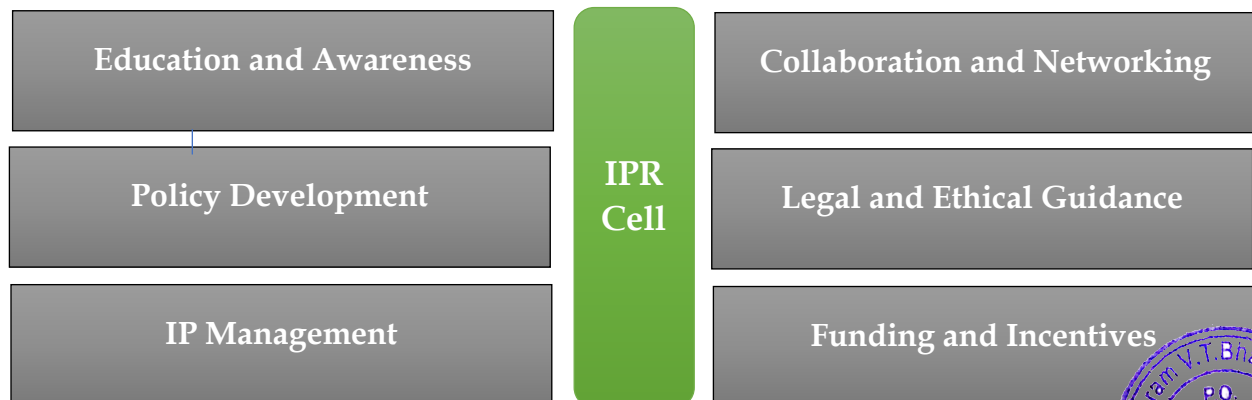 Education and Awareness
Policy Development
IP Management
IPR
Cell
Collaboration and Networking
Legal and Ethical Guidance
Funding and Incentives
V.T.Bha
P.O.